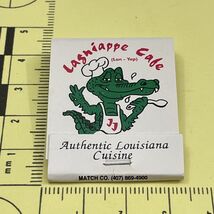 Lagniappe Cafe
(Lan - Yap)
JJ
Authentic Louisiana
Cuisine
MATCH CO. (407) 869-4900